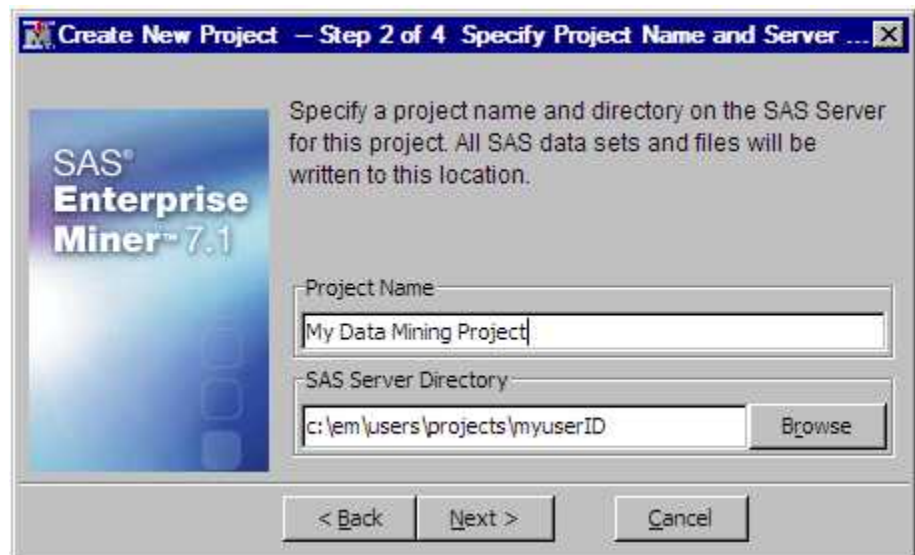 Create New Project – Step 2 of 4 Specify Project Name and Server ...
SAS®
Enterprise
Miner™ 7.1
Specify a project name and directory on the SAS Server
for this project. All SAS data sets and files will be
written to this location.
Project Name
My Data Mining Project
SAS Server Directory
c:\em\users\projects\myuserID
Browse
< Back
Next >
Cancel